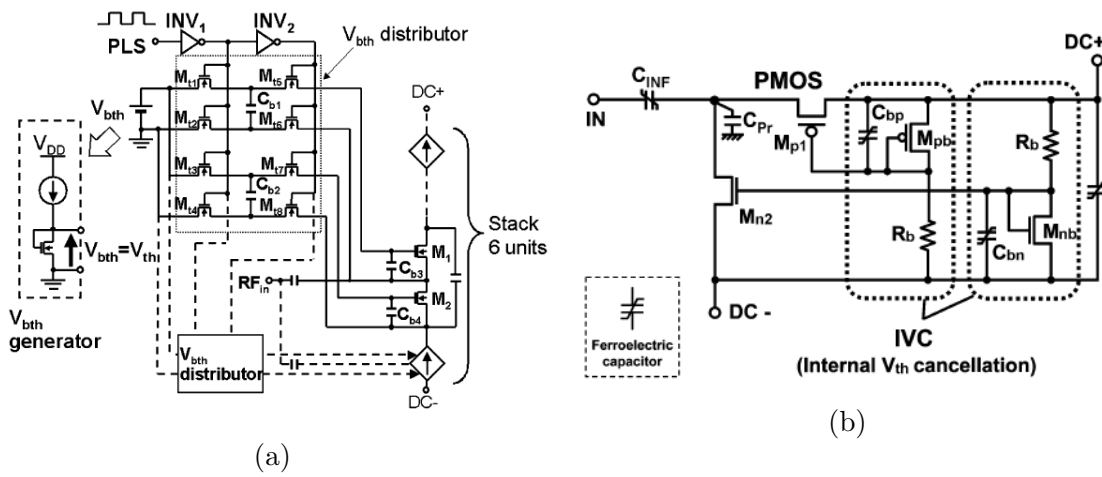 INV1 INV2
PLS
Vbth distributor
Mt1 Mt5
Cb1
Mt2 Mt6
Mt3 Mt7
Cb2
Mt4 Mt8
Vbth
VDD
Vbth=Vth
Vbth
generator
DC+
Stack
6 units
M1
Cb3
RFin
M2
Cb4
Vbth
distributor
DC-
(a)
DC+
CINF
PMOS
IN
CPr
Mp1
Cbp
Mpb
Rb
Mn2
Rb
Cbn
Mnb
DC -
IVC
(Internal Vth cancellation)
Ferroelectric
capacitor
(b)